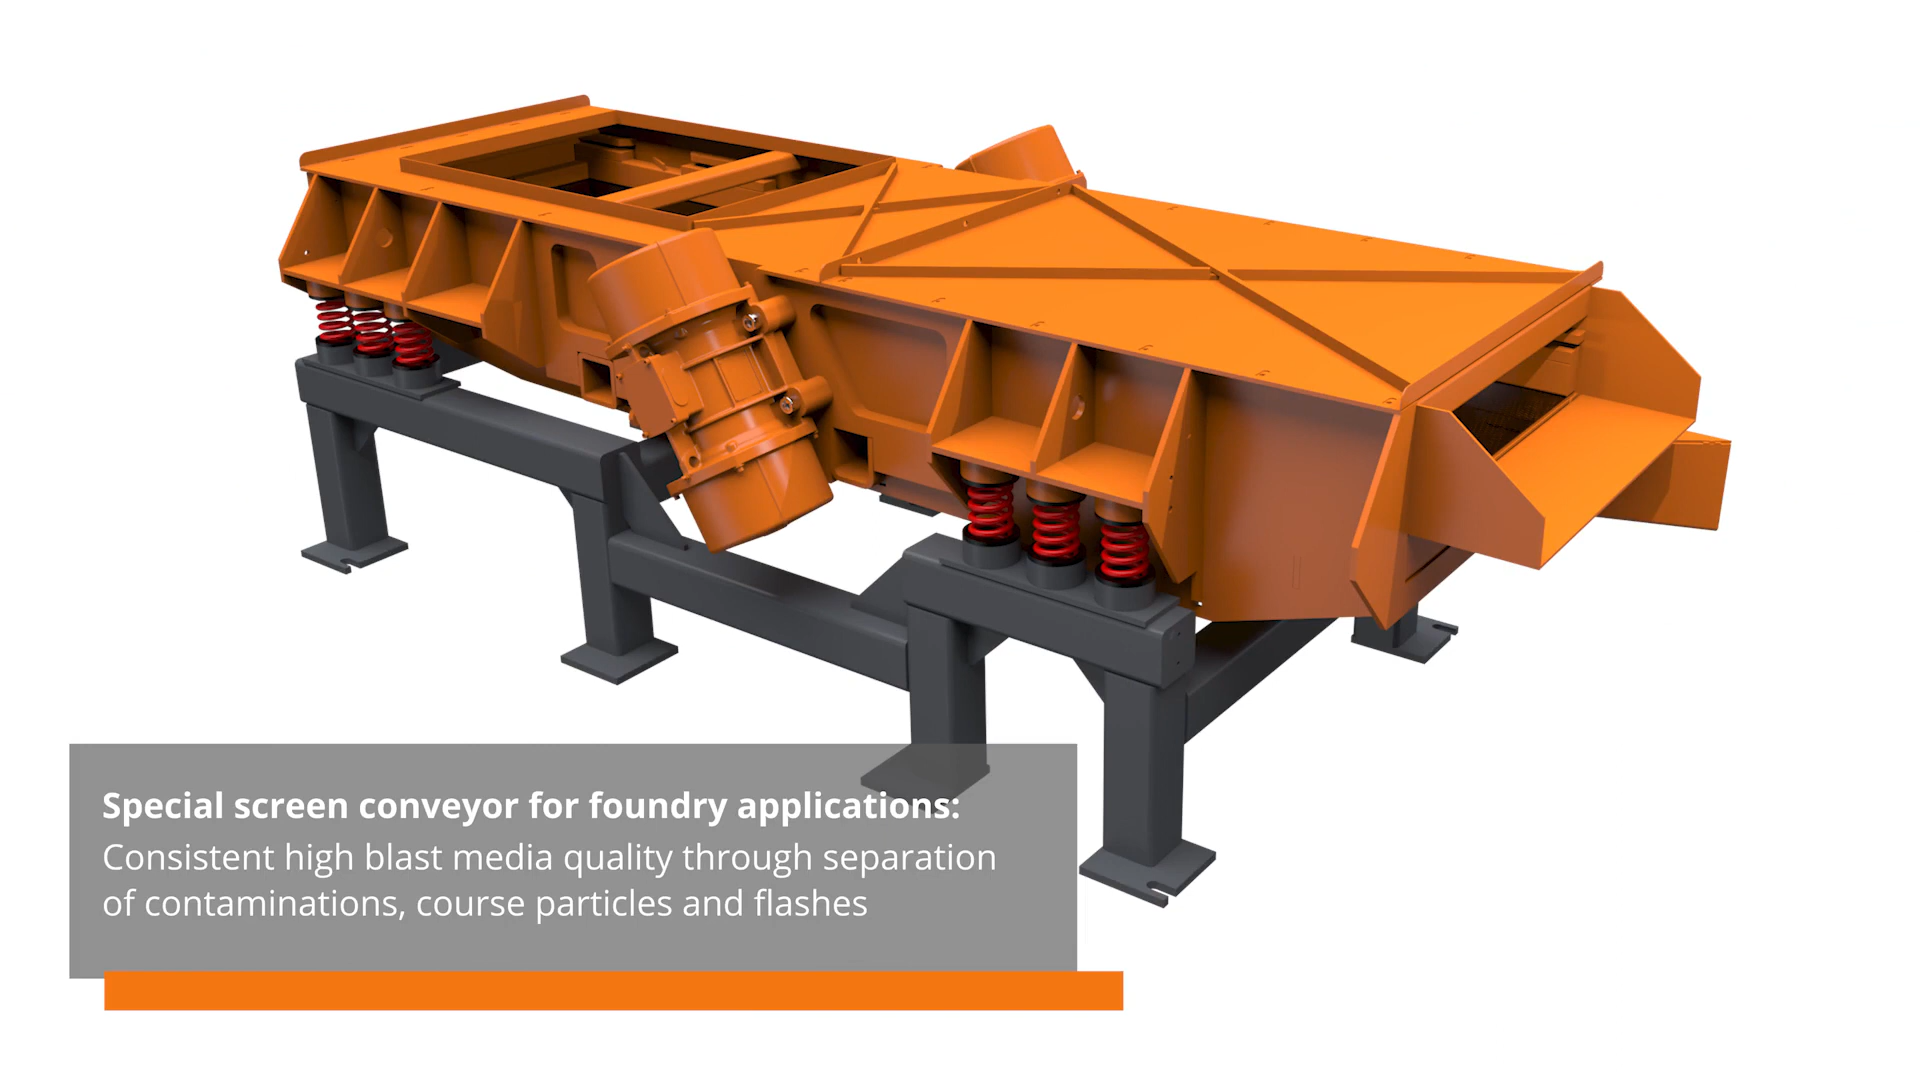 Special screen conveyor for foundry applications:
Consistent high blast media quality through separation
of contaminations, course particles and flashes